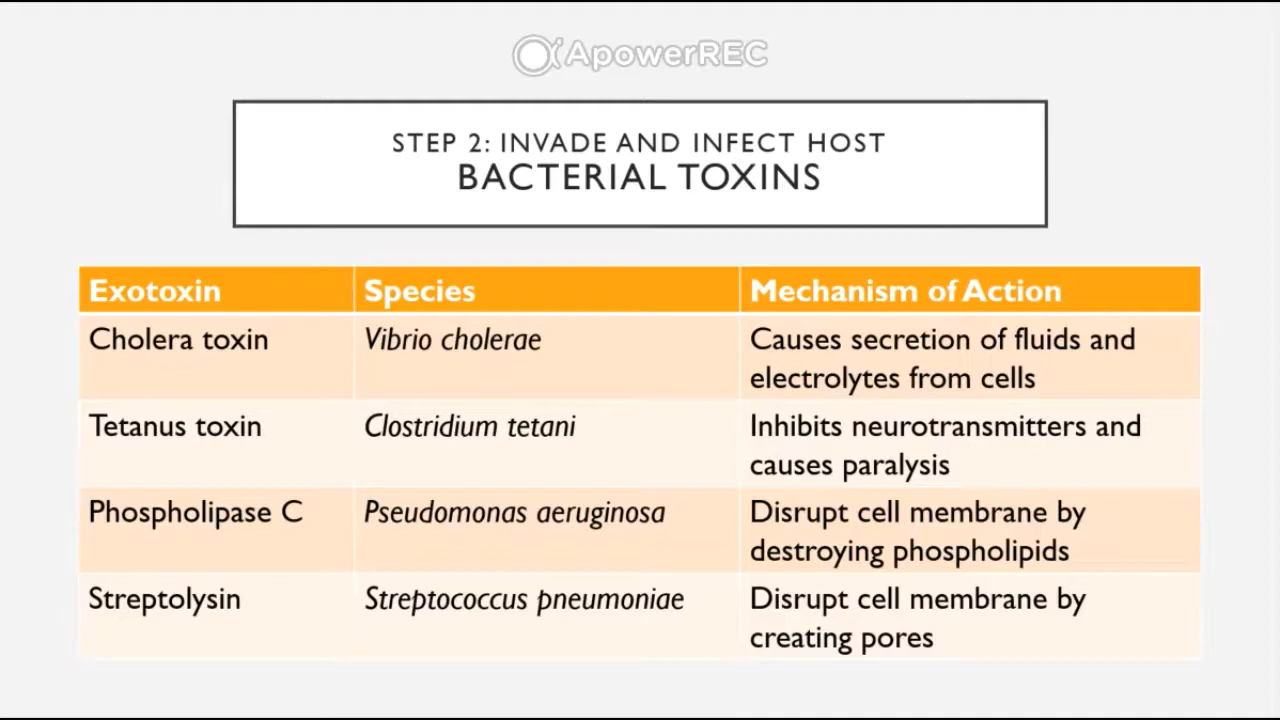 ApowerREC
STEP 2: INVADE AND INFECT HOST
BACTERIAL TOXINS
Exotoxin Species Mechanism of Action
Cholera toxin Vibrio cholerae Causes secretion of fluids and
electrolytes from cells
Tetanus toxin Clostridium tetani Inhibits neurotransmitters and
causes paralysis
Phospholipase C Pseudomonas aeruginosa Disrupt cell membrane by
destroying phospholipids
Streptolysin Streptococcus pneumoniae Disrupt cell membrane by
creating pores